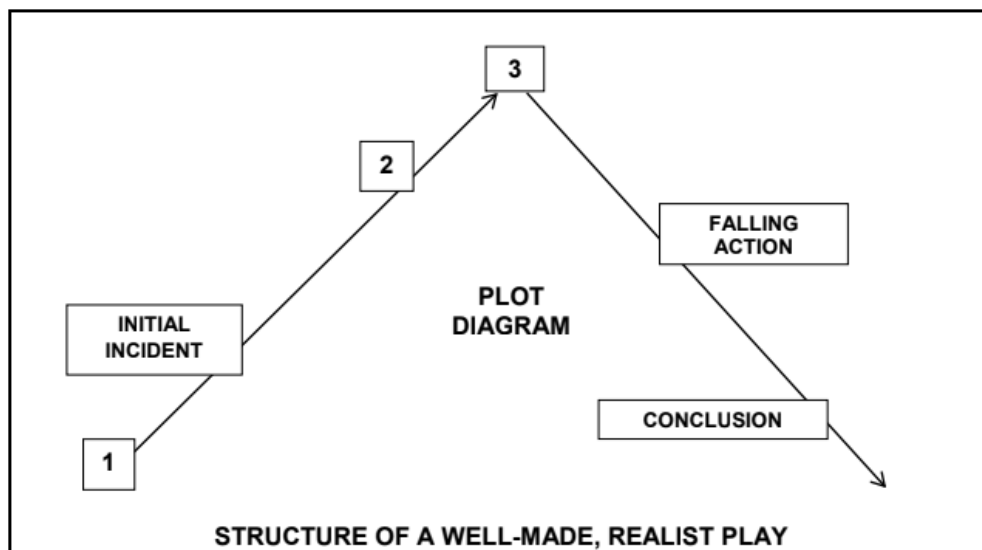 3
2
FALLING
ACTION
PLOT
DIAGRAM
INITIAL
INCIDENT
CONCLUSION
1
STRUCTURE OF A WELL-MADE, REALIST PLAY